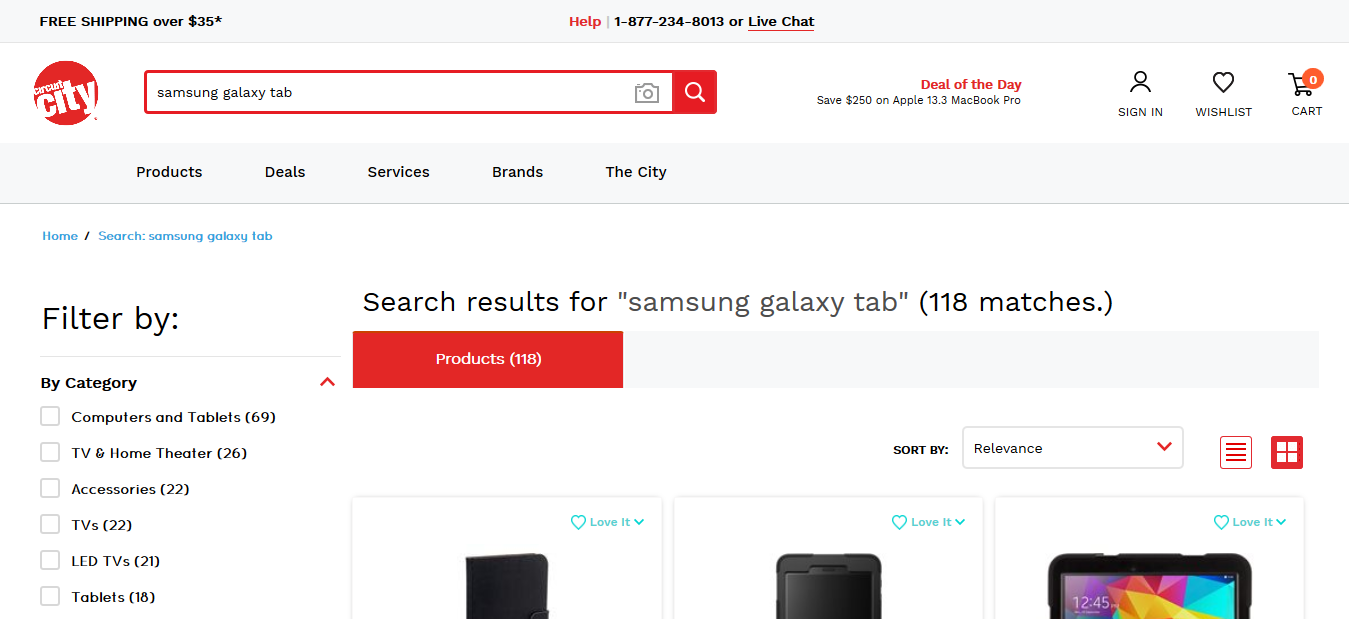 FREE SHIPPING over $35*
Help | 1-877-234-8013 or Live Chat
circuit city
samsung galaxy tab
Deal of the Day
Save $250 on Apple 13.3 MacBook Pro
SIGN IN
WISHLIST
0
CART
Products
Deals
Services
Brands
The City
Home / Search: samsung galaxy tab
Filter by:
Search results for "samsung galaxy tab" (118 matches.)
Products (118)
By Category
Computers and Tablets (69)
TV & Home Theater (26)
Accessories (22)
TVs (22)
LED TVs (21)
Tablets (18)
SORT BY:
Relevance
Love It
Love It
Love It
12:45